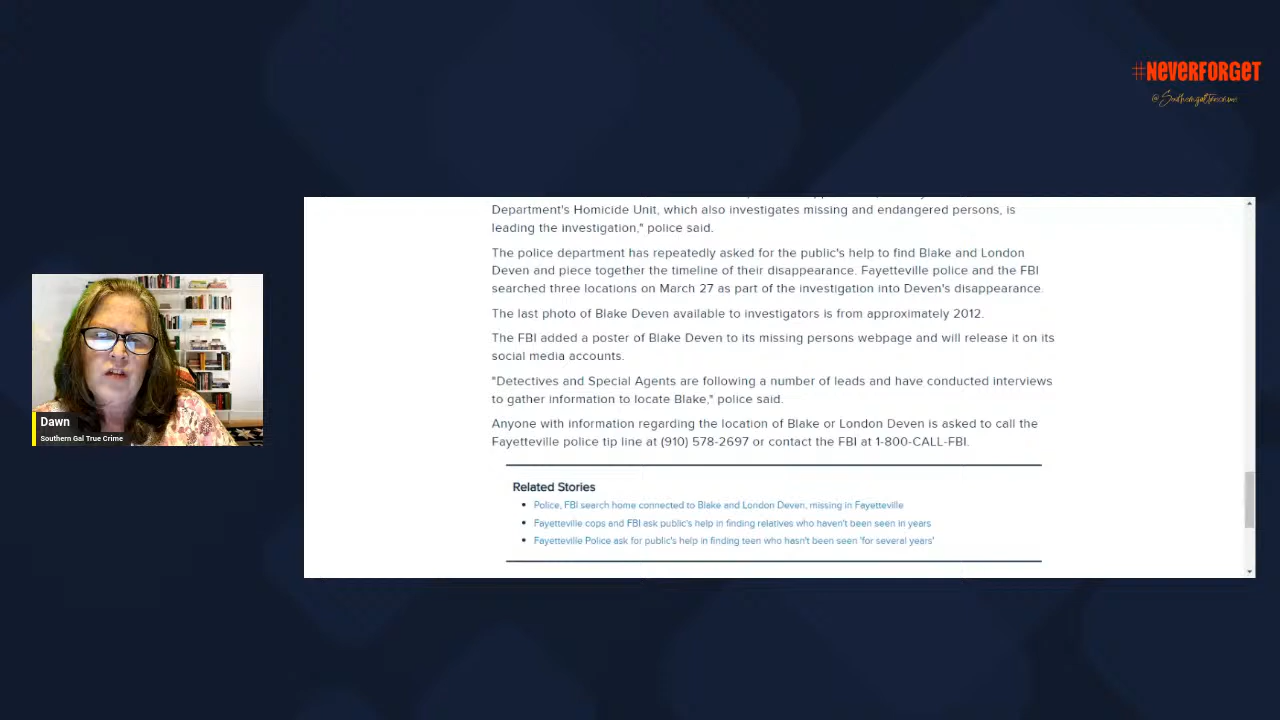 #NEVERFORGET
@Southerngaltruecrime
Department's Homicide Unit, which also investigates missing and endangered persons, is
leading the investigation," police said.
The police department has repeatedly asked for the public's help to find Blake and London
Deven and piece together the timeline of their disappearance. Fayetteville police and the FBI
searched three locations on March 27 as part of the investigation into Deven's disappearance.
The last photo of Blake Deven available to investigators is from approximately 2012.
The FBI added a poster of Blake Deven to its missing persons webpage and will release it on its
social media accounts.
"Detectives and Special Agents are following a number of leads and have conducted interviews
to gather information to locate Blake," police said.
Anyone with information regarding the location of Blake or London Deven is asked to call the
Fayetteville police tip line at (910) 578-2697 or contact the FBI at 1-800-CALL-FBI.
Related Stories
Police, FBI search home connected to Blake and London Deven, missing in Fayetteville
Fayetteville cops and FBI ask public's help in finding relatives who haven't been seen in years
Fayetteville Police ask for public's help in finding teen who hasn't been seen 'for several years'
Dawn
Southern Gal True Crime